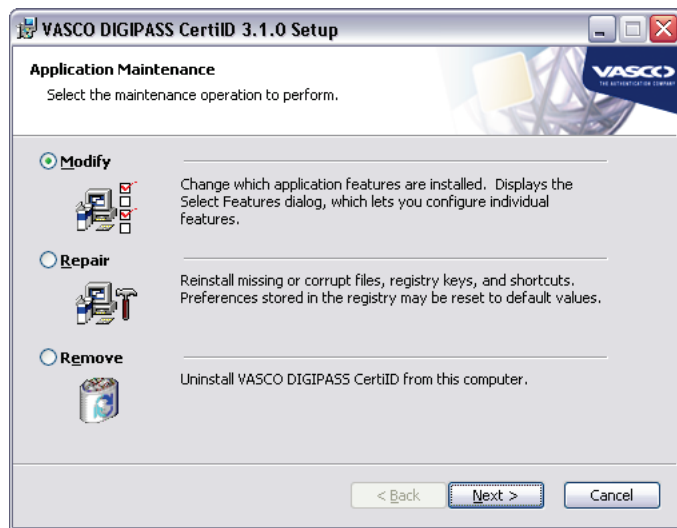 VASCO DIGIPASS CertiID 3.1.0 Setup
Application Maintenance
Select the maintenance operation to perform.
VASCO
THE AUTHENTICATION COMPANY
Modify
Change which application features are installed. Displays the
Select Features dialog, which lets you configure individual
features.
Repair
Reinstall missing or corrupt files, registry keys, and shortcuts.
Preferences stored in the registry may be reset to default values.
Remove
Uninstall VASCO DIGIPASS CertiID from this computer.
< Back
Next >
Cancel